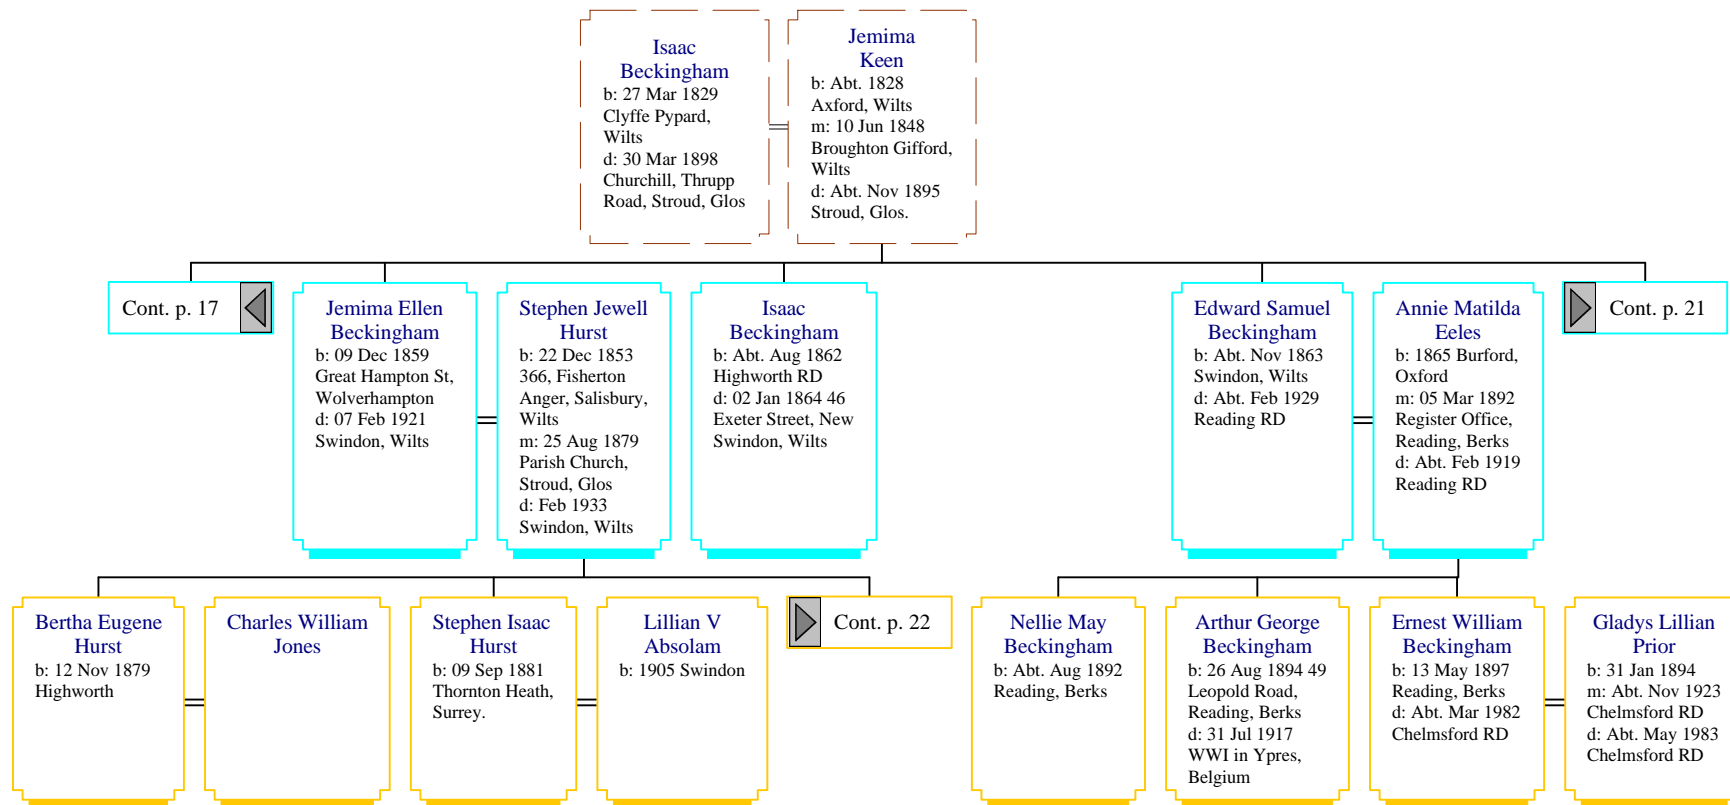 Isaac
Beckingham
b: 27 Mar 1829
Clyffe Pypard,
Wilts
d: 30 Mar 1898
Churchill, Thrupp
Road, Stroud, Glos
Jemima
Keen
b: Abt. 1828
Axford, Wilts
m: 10 Jun 1848
Broughton Gifford,
Wilts
d: Abt. Nov 1895
Stroud, Glos.
Cont. p. 17
Jemima Ellen
Beckingham
b: 09 Dec 1859
Great Hampton St,
Wolverhampton
d: 07 Feb 1921
Swindon, Wilts
Stephen Jewell
Hurst
b: 22 Dec 1853
366, Fisherton
Anger, Salisbury,
Wilts
m: 25 Aug 1879
Parish Church,
Stroud, Glos
d: Feb 1933
Swindon, Wilts
Isaac
Beckingham
b: Abt. Aug 1862
Highworth RD
d: 02 Jan 1864 46
Exeter Street, New
Swindon, Wilts
Edward Samuel
Beckingham
b: Abt. Nov 1863
Swindon, Wilts
d: Abt. Feb 1929
Reading RD
Annie Matilda
Eeles
b: 1865 Burford,
Oxford
m: 05 Mar 1892
Register Office,
Reading, Berks
d: Abt. Feb 1919
Reading RD
Cont. p. 21
Bertha Eugene
Hurst
b: 12 Nov 1879
Highworth
Charles William
Jones
Stephen Isaac
Hurst
b: 09 Sep 1881
Thornton Heath,
Surrey.
Lillian V
Absolam
b: 1905 Swindon
Cont. p. 22
Nellie May
Beckingham
b: Abt. Aug 1892
Reading, Berks
Arthur George
Beckingham
b: 26 Aug 1894 49
Leopold Road,
Reading, Berks
d: 31 Jul 1917
WWI in Ypres,
Belgium
Ernest William
Beckingham
b: 13 May 1897
Reading, Berks
d: Abt. Mar 1982
Chelmsford RD
Gladys Lillian
Prior
b: 31 Jan 1894
m: Abt. Nov 1923
Chelmsford RD
d: Abt. May 1983
Chelmsford RD